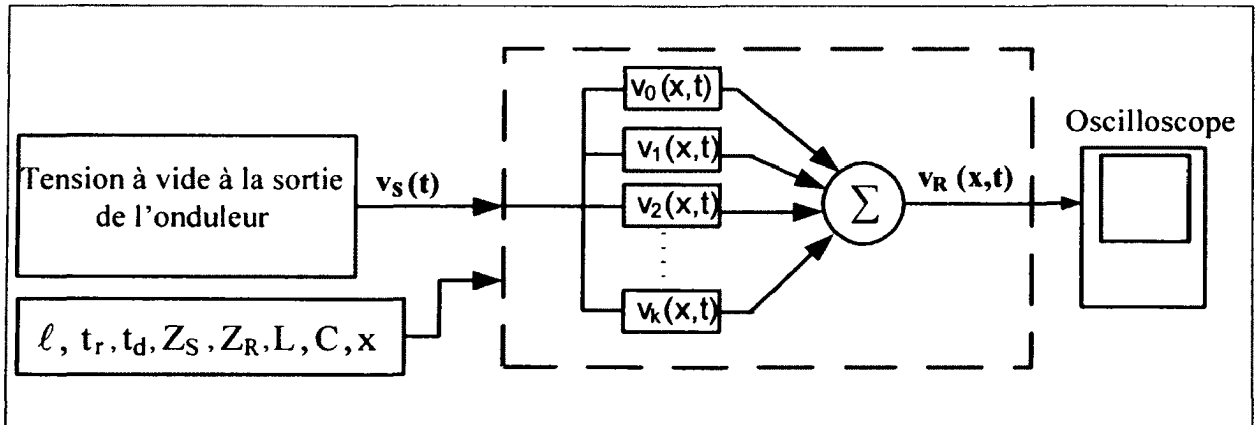 Tension à vide à la sortie
de l'onduleur
v_S(t)
ℓ, t_r, t_d, Z_S, Z_R, L, C, x
v_0(x,t)
v_1(x,t)
v_2(x,t)
v_k(x,t)
Σ
v_R (x,t)
Oscilloscope